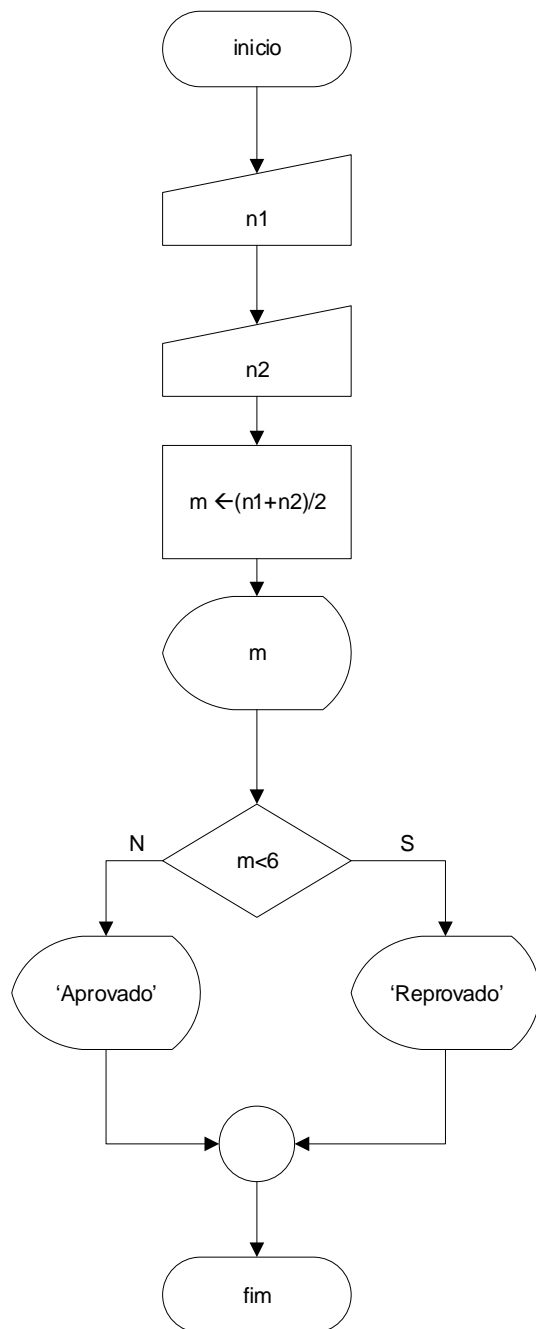 inicio
n1
n2
m ←(n1+n2)/2
m
N
S
m<6
‘Aprovado’
‘Reprovado’
fim